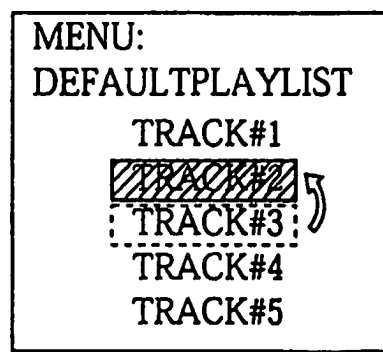 MENU:
DEFAULTPLAYLIST
TRACK#1
TRACK#2
TRACK#3
TRACK#4
TRACK#5